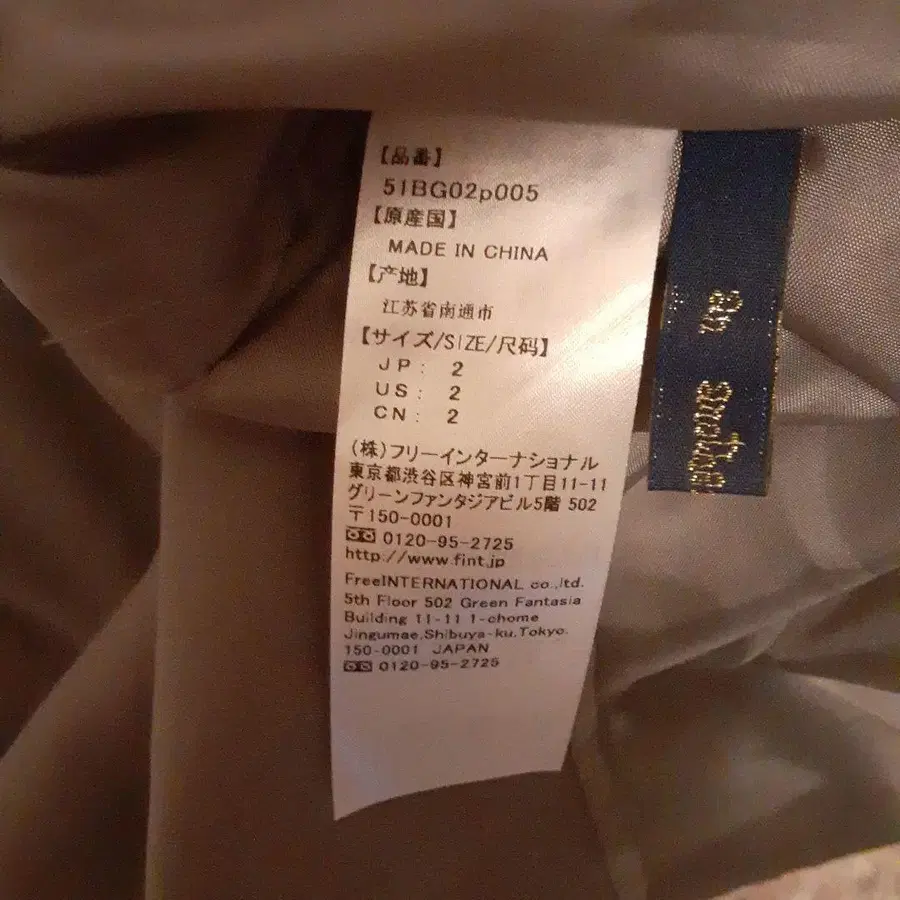 【品番】
51BG02p005
【原産国】
MADE IN CHINA
【产地】
江苏省南通市
【サイズ/SIZE/尺码】
JP: 2
US: 2
CN: 2
(株)フリーインターナショナル
東京都渋谷区神宮前1丁目11-11
グリーンファンタジアビル5階 502
〒150-0001
0120-95-2725
http://www.fint.jp
FreeINTERNATIONAL co.,ltd.
5th Floor 502 Green Fantasia
Building 11-11 1-chome
Jingumae,Shibuya-ku,Tokyo.
150-0001 JAPAN
0120-95-2725